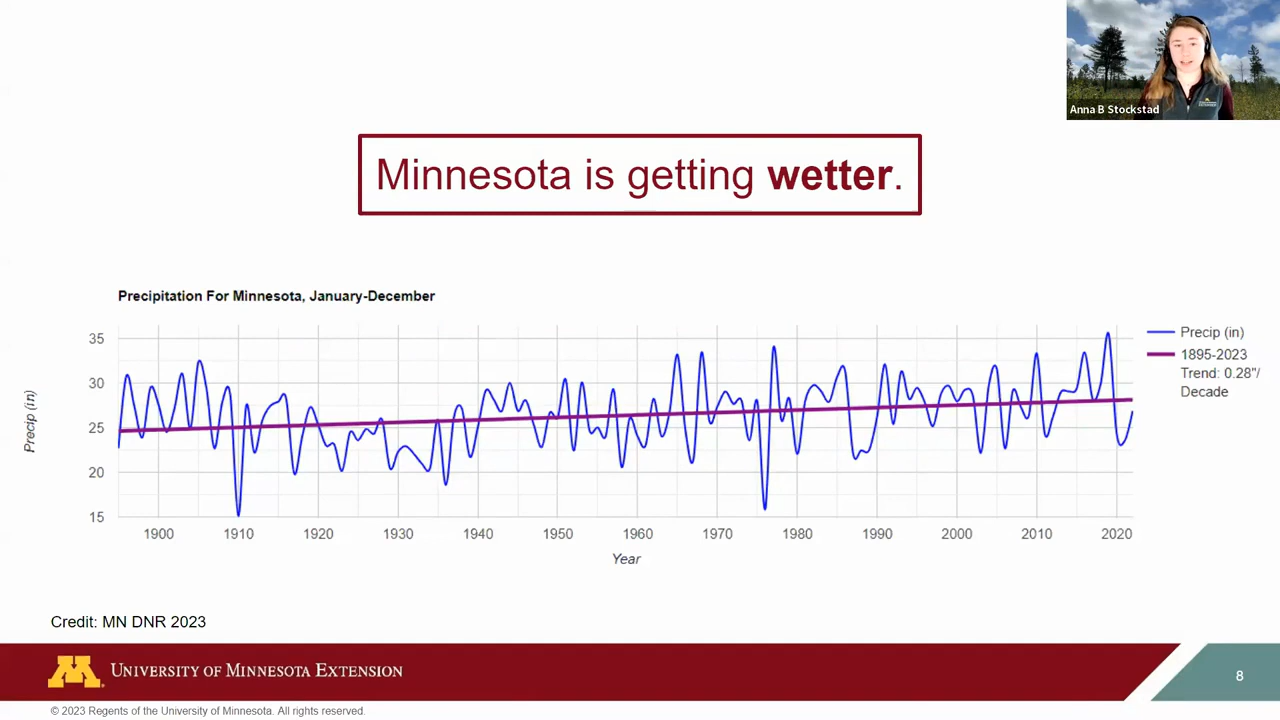 Anna B Stockstad
Minnesota is getting wetter.
Precipitation For Minnesota, January-December
Precip (in)
35
30
25
20
15
1900 1910 1920 1930 1940 1950 1960 1970 1980 1990 2000 2010 2020
Year
Precip (in)
1895-2023
Trend: 0.28"/
Decade
Credit: MN DNR 2023
UNIVERSITY OF MINNESOTA EXTENSION
8
© 2023 Regents of the University of Minnesota. All rights reserved.